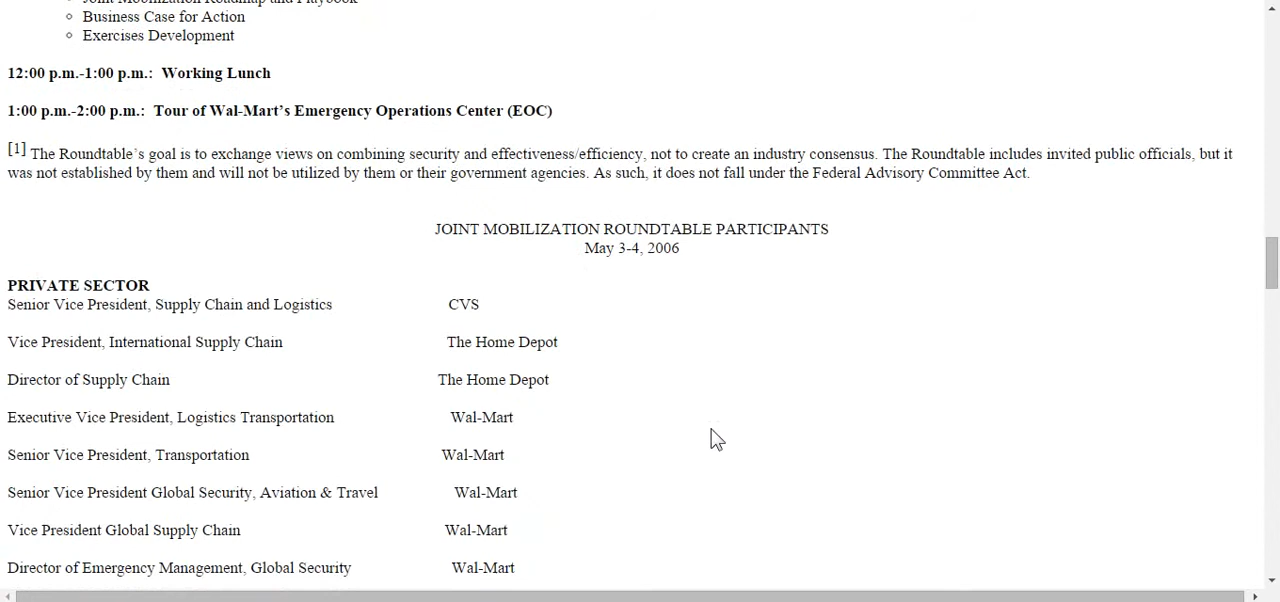 Joint Mobilization Roadmap and Playbook
Business Case for Action
Exercises Development
12:00 p.m.-1:00 p.m.: Working Lunch
1:00 p.m.-2:00 p.m.: Tour of Wal-Mart’s Emergency Operations Center (EOC)
[1] The Roundtable’s goal is to exchange views on combining security and effectiveness/efficiency, not to create an industry consensus. The Roundtable includes invited public officials, but it
was not established by them and will not be utilized by them or their government agencies. As such, it does not fall under the Federal Advisory Committee Act.
JOINT MOBILIZATION ROUNDTABLE PARTICIPANTS
May 3-4, 2006
PRIVATE SECTOR
Senior Vice President, Supply Chain and Logistics CVS
Vice President, International Supply Chain The Home Depot
Director of Supply Chain The Home Depot
Executive Vice President, Logistics Transportation Wal-Mart
Senior Vice President, Transportation Wal-Mart
Senior Vice President Global Security, Aviation & Travel Wal-Mart
Vice President Global Supply Chain Wal-Mart
Director of Emergency Management, Global Security Wal-Mart